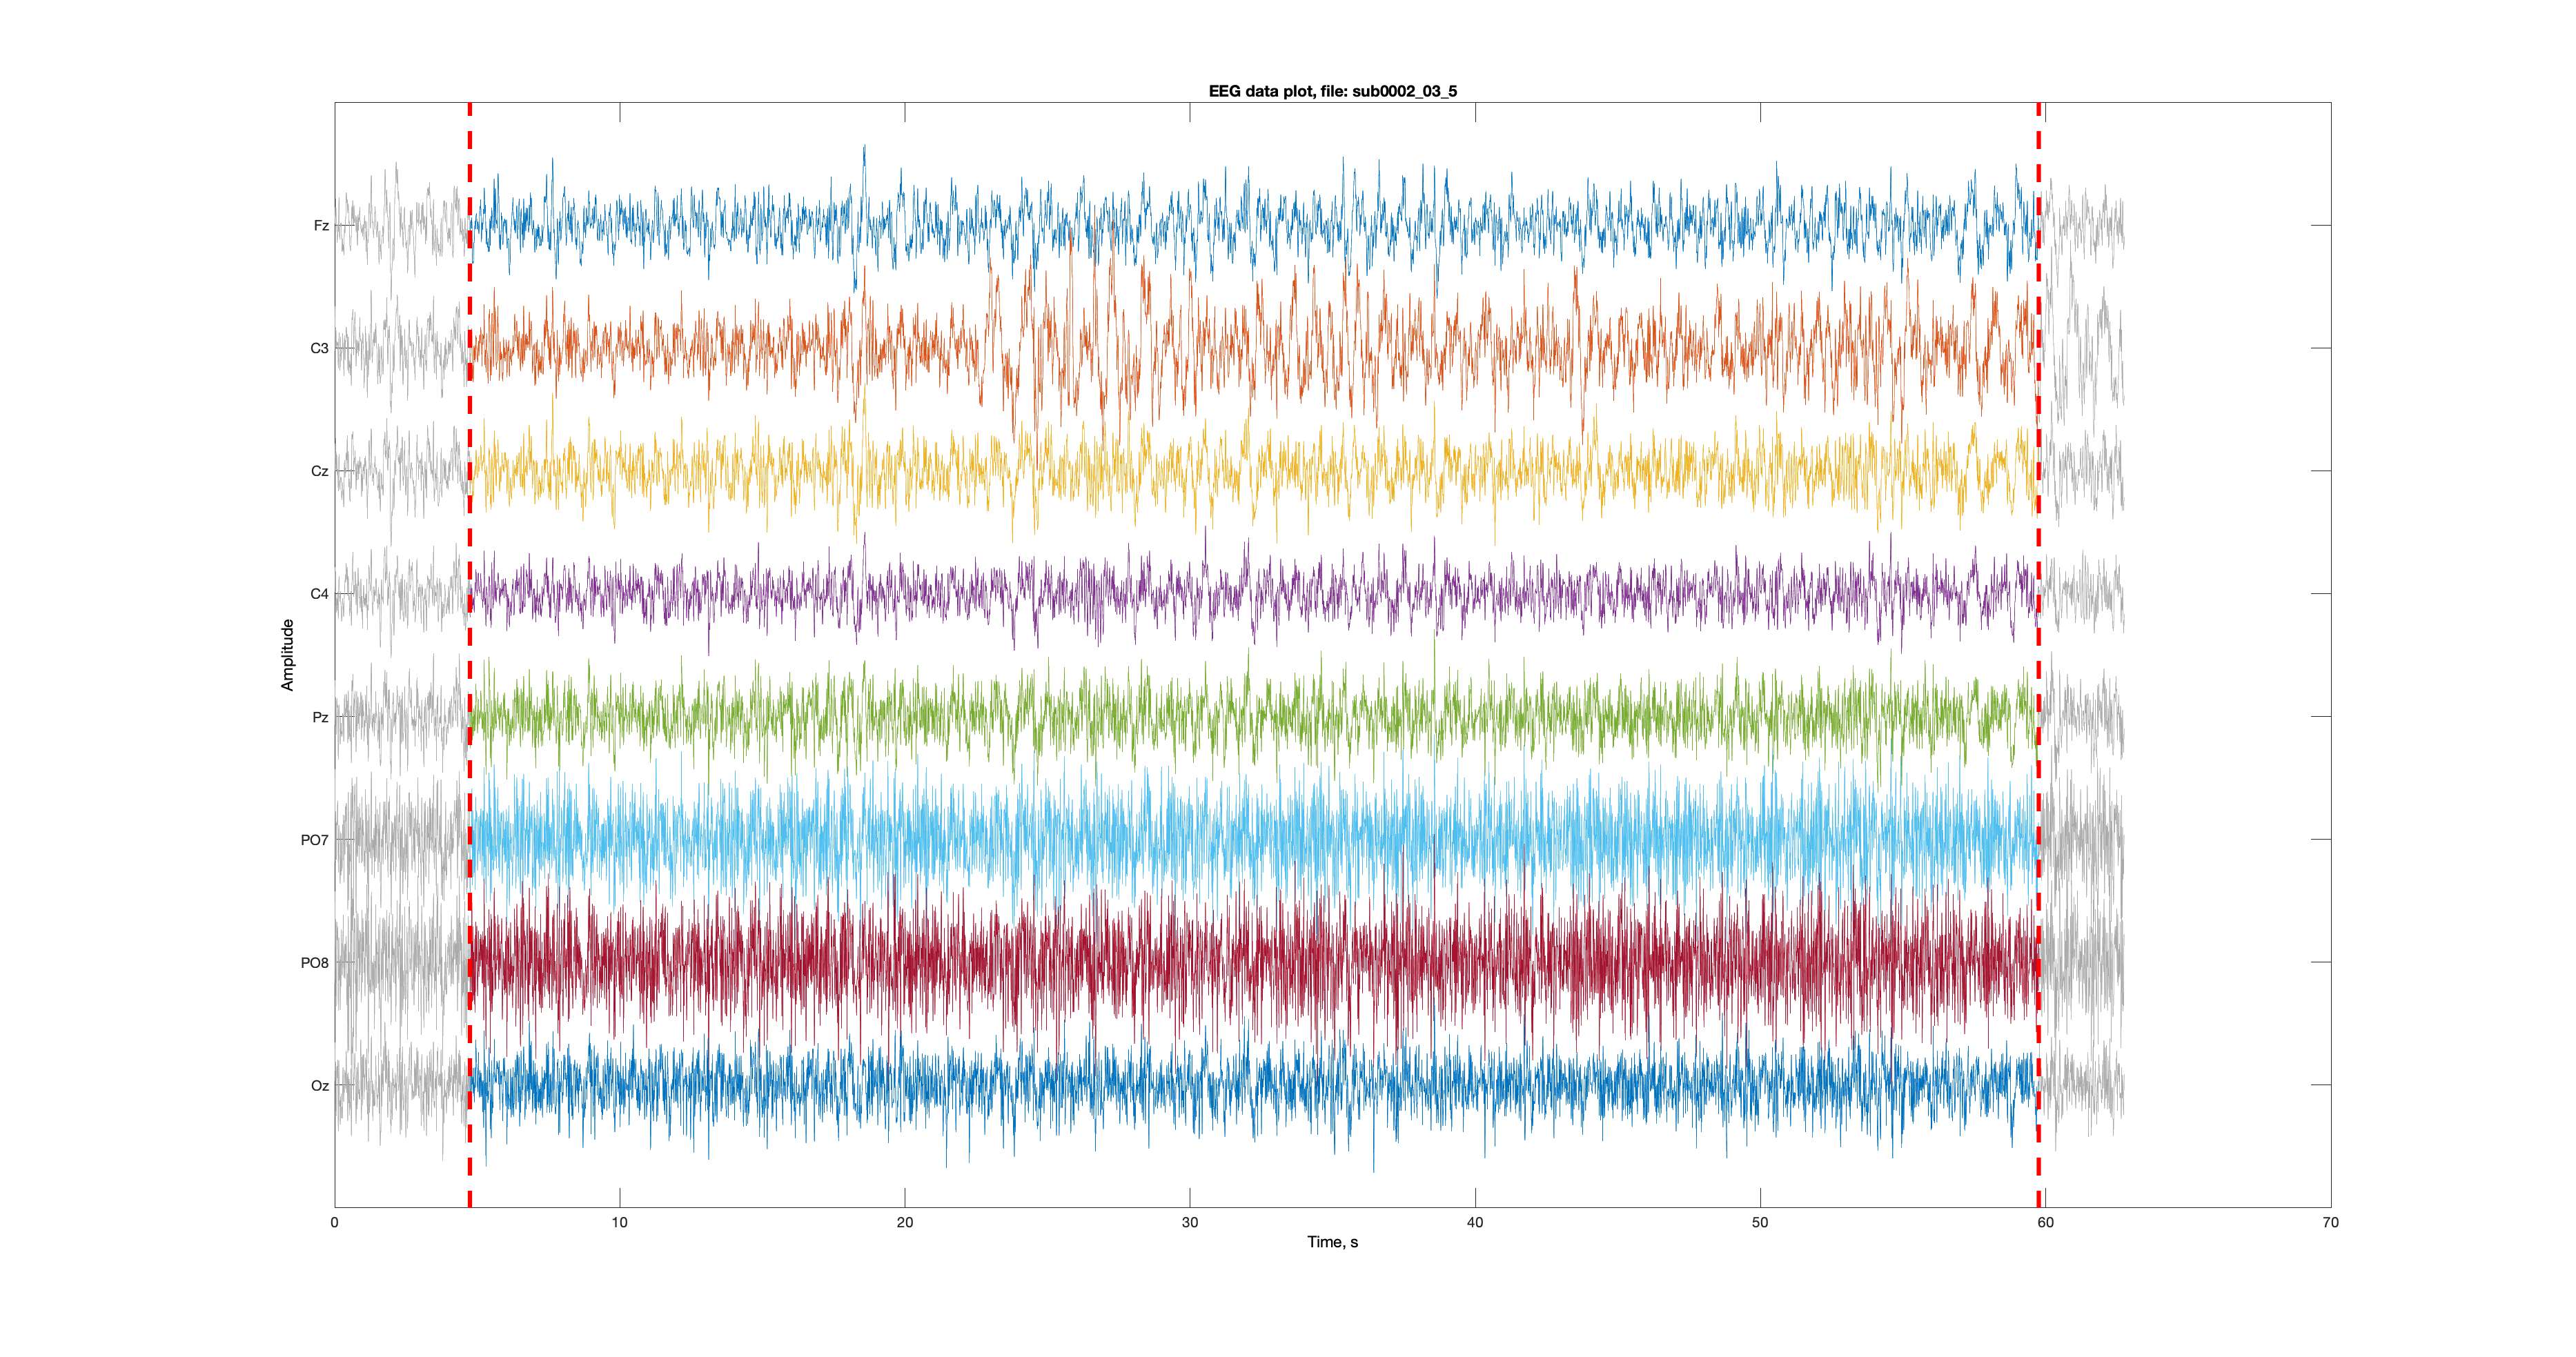 EEG data plot, file: sub0002_03_5
Fz
C3
Cz
C4
Pz
PO7
PO8
Oz
Amplitude
0 10 20 30 40 50 60 70
Time, s